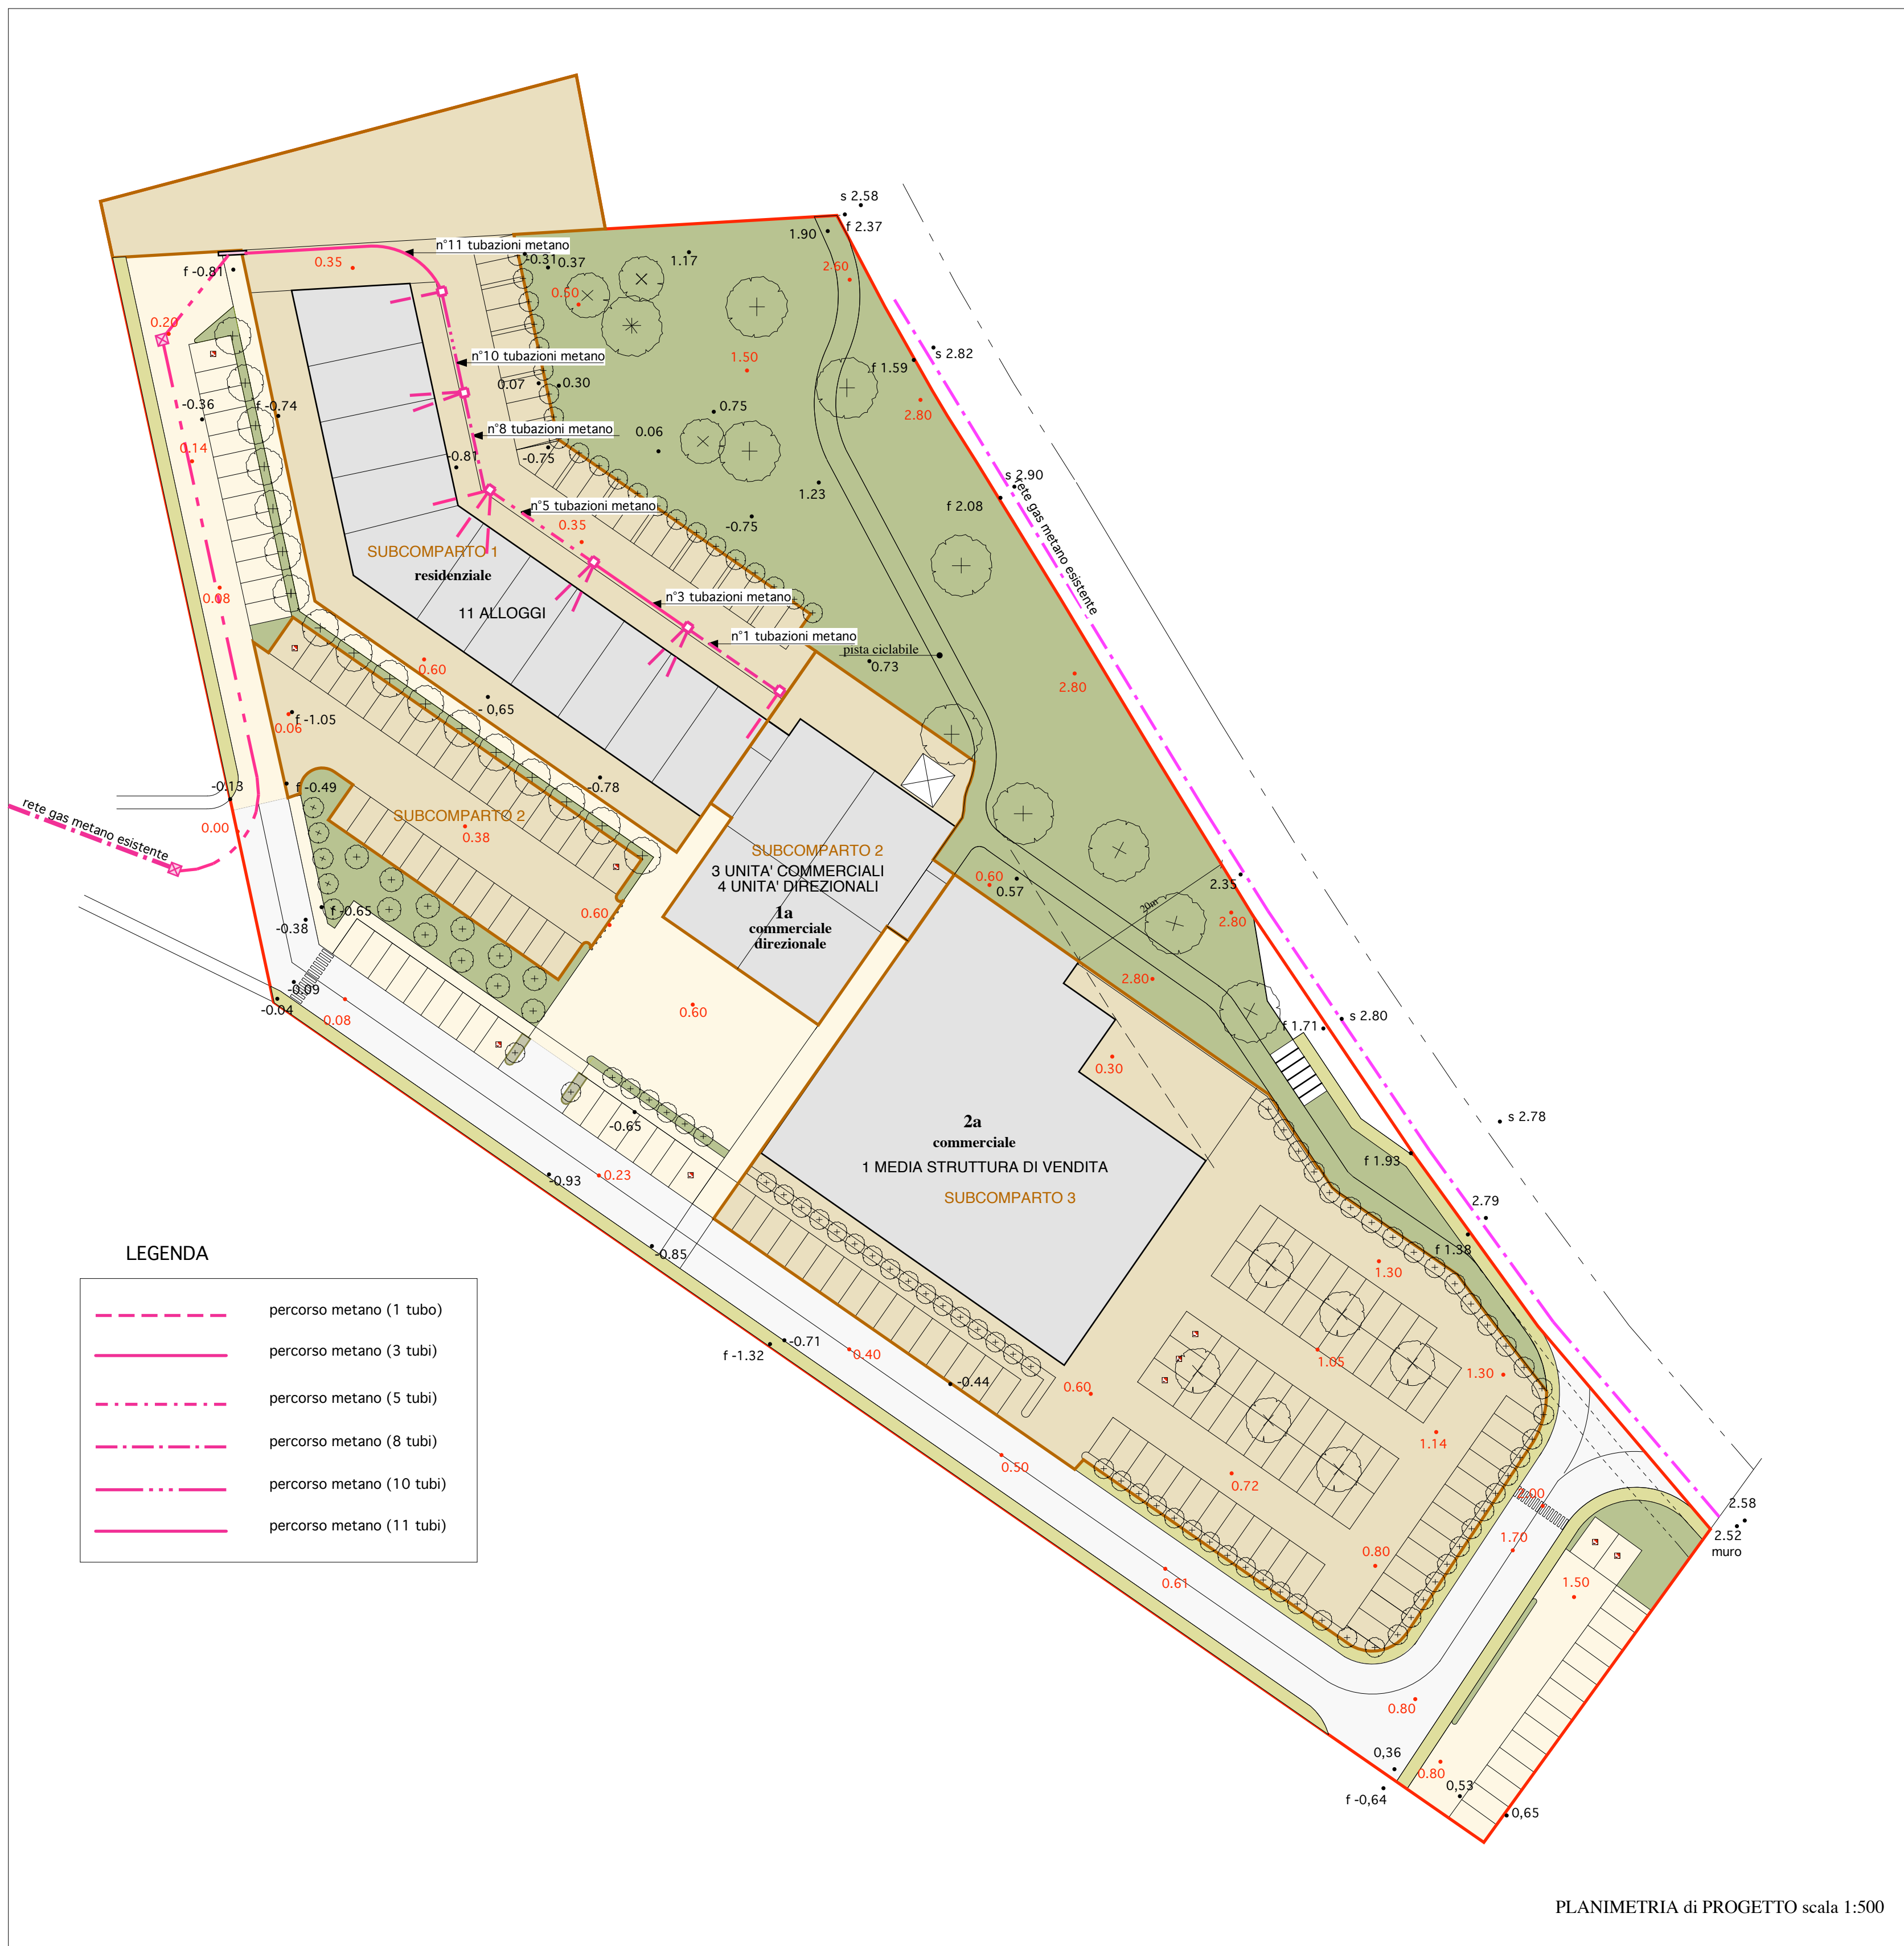 s 2.58
f 2.37
1.90
2.60
n°11 tubazioni metano
1.17
-0.31
0.37
f -0.81
0.35
0.50
0.20
s 2.82
n°10 tubazioni metano
1.50
f 1.59
0.07
0.30
-0.36
f -0.74
0.75
2.80
n°8 tubazioni metano
0.06
0.14
-0.81
-0.75
s 2.90
1.23
f 2.08
n°5 tubazioni metano
0.35
-0.75
rete gas metano esistente
SUBCOMPARTO 1
residenziale
11 ALLOGGI
0.08
n°3 tubazioni metano
n°1 tubazioni metano
pista ciclabile
0.73
0.60
2.80
- 0,65
f -1.05
0.06
-0.13
f -0.49
-0.78
rete gas metano esistente
0.00
SUBCOMPARTO 2
0.38
SUBCOMPARTO 2
3 UNITA' COMMERCIALI
4 UNITA' DIREZIONALI
1a
commerciale
direzionale
0.60
0.57
2.35
20m
2.80
f -0.65
0.60
-0.38
2.80
-0.09
-0.04
0.08
0.60
f 1.71
s 2.80
0.30
2a
commerciale
1 MEDIA STRUTTURA DI VENDITA
SUBCOMPARTO 3
s 2.78
-0.65
f 1.93
-0.93
0.23
2.79
f 1.38
-0.85
1.30
-0.71
f -1.32
0.40
1.05
1.30
-0.44
0.60
1.14
0.50
0.72
2.00
2.58
2.52
muro
1.70
0.80
0.61
1.50
0.80
0,36
0.80
f -0,64
0,53
0,65
LEGENDA
percorso metano (1 tubo)
percorso metano (3 tubi)
percorso metano (5 tubi)
percorso metano (8 tubi)
percorso metano (10 tubi)
percorso metano (11 tubi)
PLANIMETRIA di PROGETTO scala 1:500